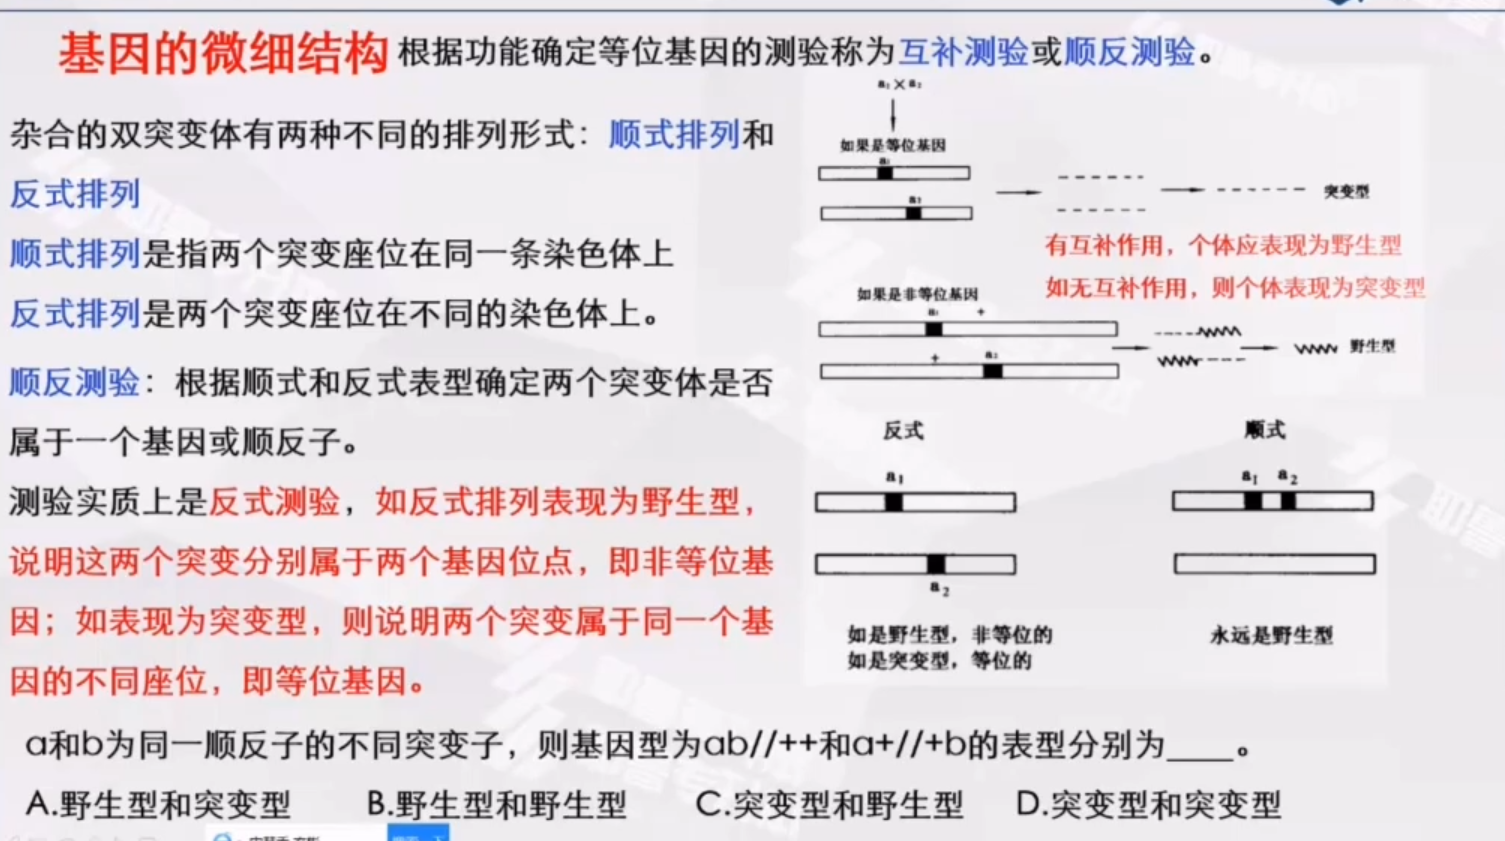 基因的微细结构 根据功能确定等位基因的测验称为互补测验或顺反测验。
杂合的双突变体有两种不同的排列形式：顺式排列和
反式排列
顺式排列是指两个突变座位在同一条染色体上
反式排列是两个突变座位在不同的染色体上。
顺反测验：根据顺式和反式表型确定两个突变体是否
属于一个基因或顺反子。
测验实质上是反式测验，如反式排列表现为野生型，
说明这两个突变分别属于两个基因位点，即非等位基
因；如表现为突变型，则说明两个突变属于同一个基
因的不同座位，即等位基因。
a₁×a₂
如果是等位基因
a₁
a₂
突变型
有互补作用，个体应表现为野生型
如无互补作用，则个体表现为突变型
如果是非等位基因
a₁ +
+ a₂
野生型
反式 顺式
a₁ a₁ a₂
a₂
如是野生型，非等位的 永远是野生型
如是突变型，等位的
a和b为同一顺反子的不同突变子，则基因型为ab//++和a+//+b的表型分别为____。
A.野生型和突变型 B.野生型和野生型 C.突变型和野生型 D.突变型和突变型